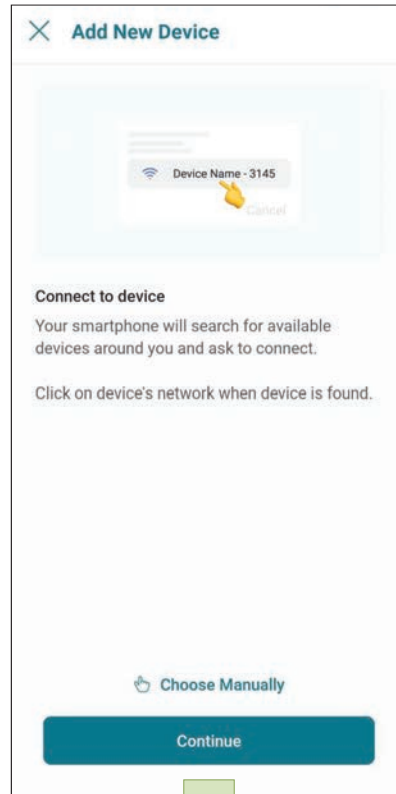 Add New Device
Device Name - 3145
Cancel
Connect to device
Your smartphone will search for available
devices around you and ask to connect.
Click on device's network when device is found.
Choose Manually
Continue